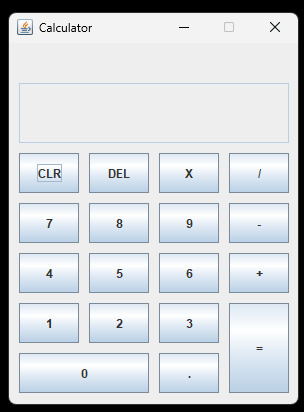 Calculator
CLR DEL X /
7 8 9 -
4 5 6 +
1 2 3 =
0 .